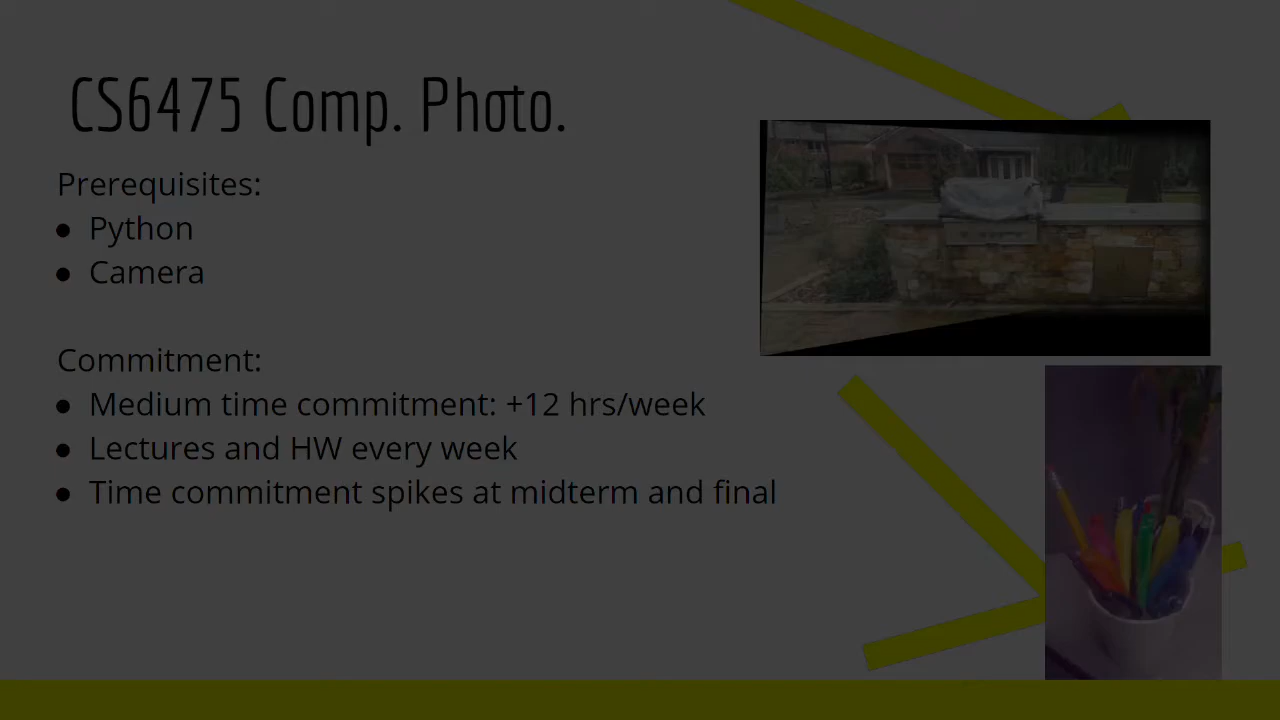 CS6475 Comp. Photo.
Prerequisites:
● Python
● Camera
Commitment:
● Medium time commitment: +12 hrs/week
● Lectures and HW every week
● Time commitment spikes at midterm and final